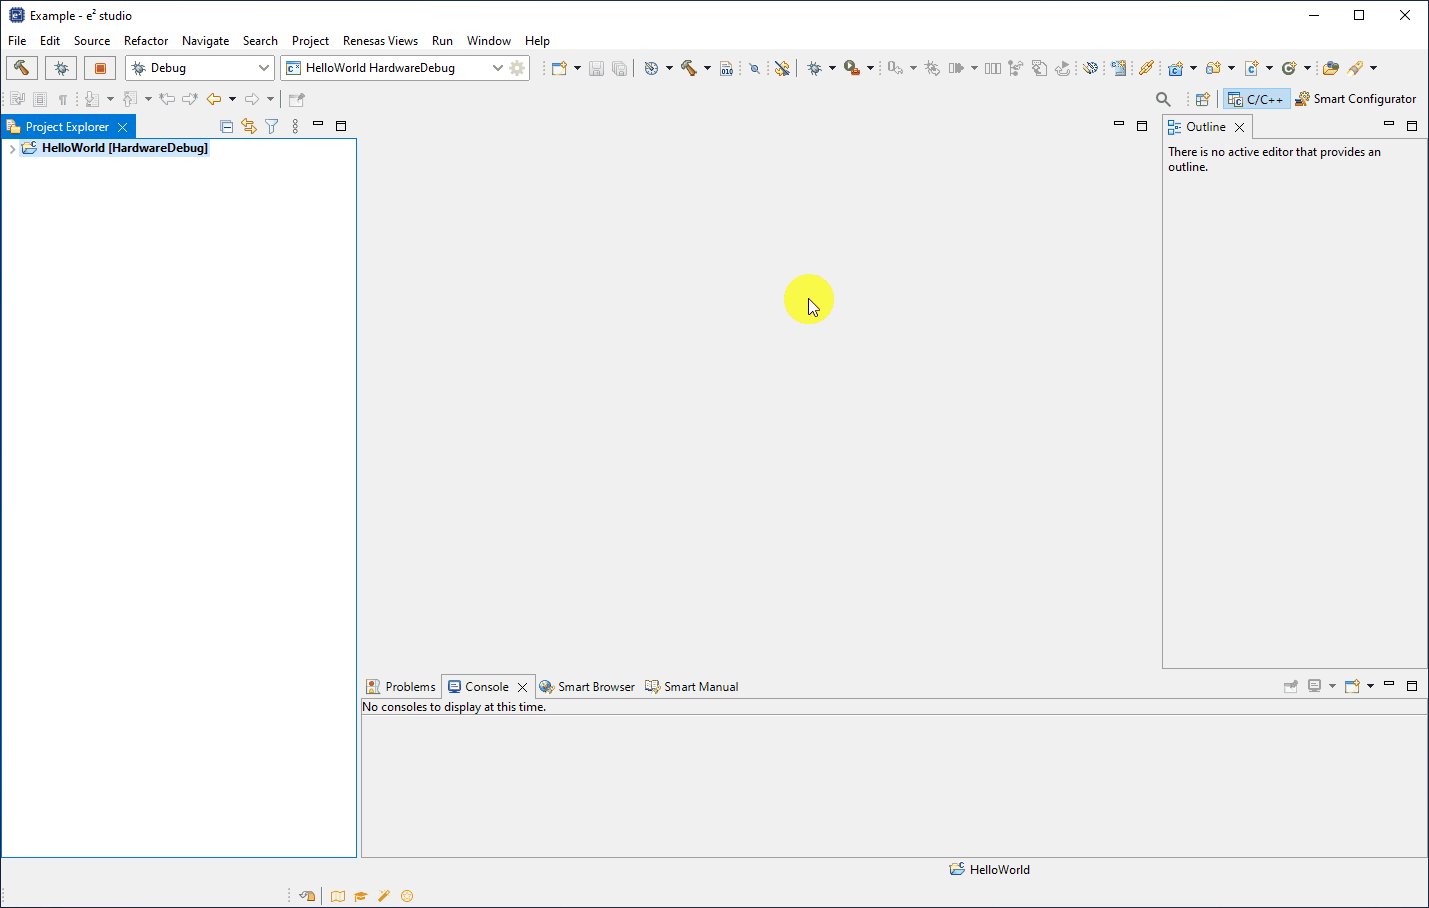 Example - e² studio
File Edit Source Refactor Navigate Search Project Renesas Views Run Window Help
Debug HelloWorld HardwareDebug
C/C++ Smart Configurator
Project Explorer
HelloWorld [HardwareDebug]
Outline
There is no active editor that provides an
outline.
Problems Console Smart Browser Smart Manual
No consoles to display at this time.
HelloWorld